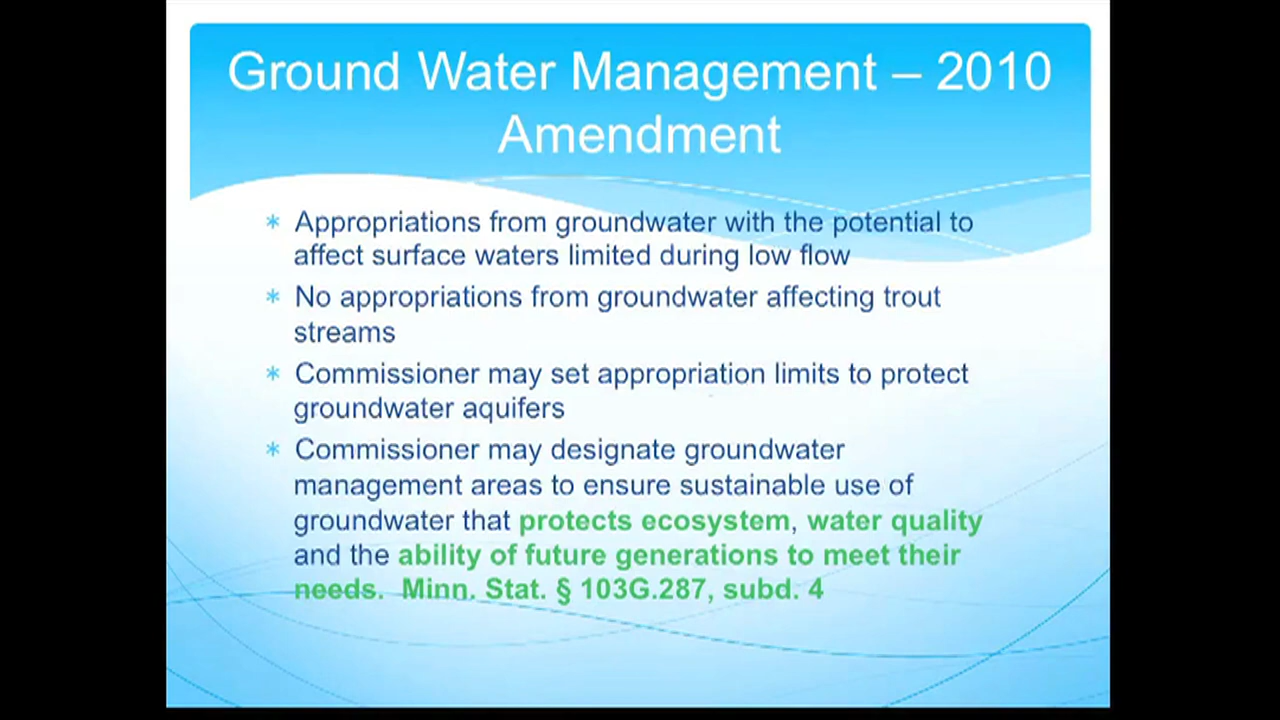 Ground Water Management – 2010
Amendment
* Appropriations from groundwater with the potential to
affect surface waters limited during low flow
* No appropriations from groundwater affecting trout
streams
* Commissioner may set appropriation limits to protect
groundwater aquifers
* Commissioner may designate groundwater
management areas to ensure sustainable use of
groundwater that protects ecosystem, water quality
and the ability of future generations to meet their
needs. Minn. Stat. § 103G.287, subd. 4